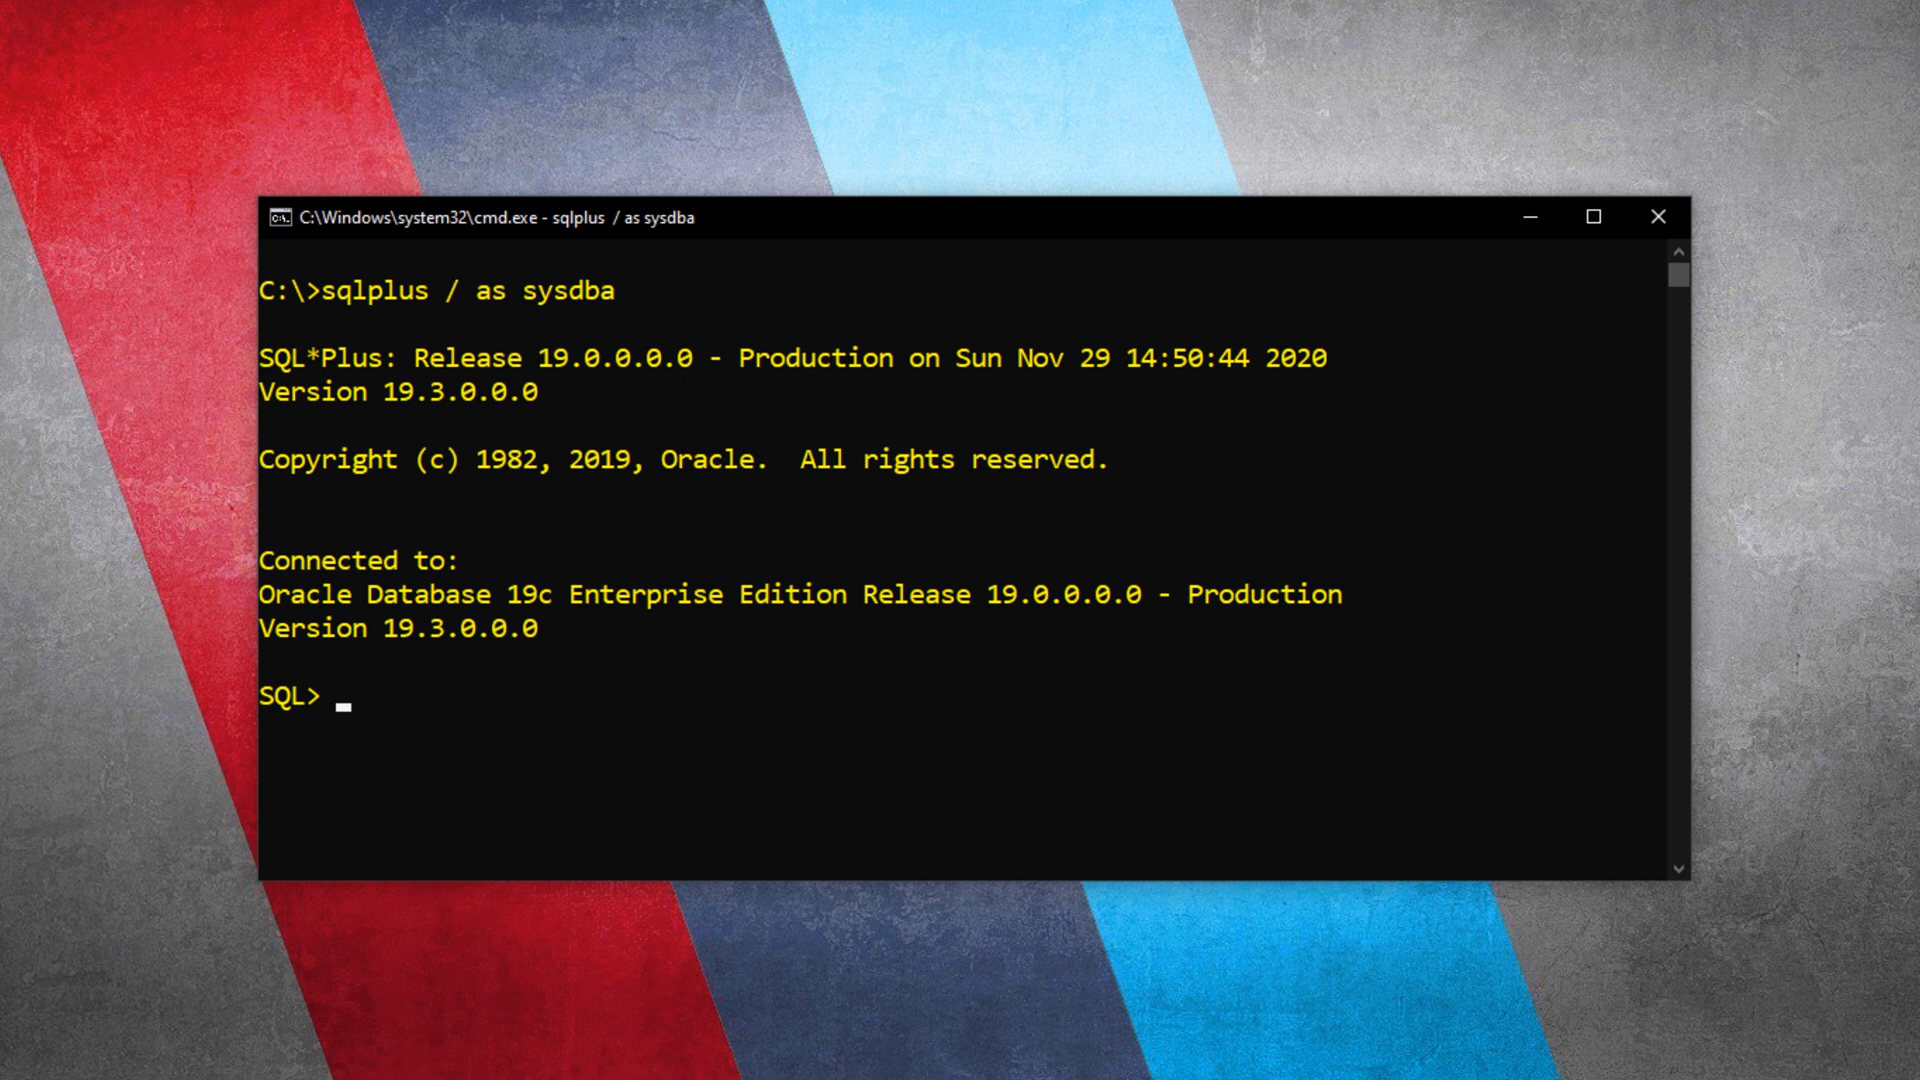 C:\Windows\system32\cmd.exe - sqlplus  / as sysdba
C:\>sqlplus / as sysdba
SQL*Plus: Release 19.0.0.0.0 - Production on Sun Nov 29 14:50:44 2020
Version 19.3.0.0.0
Copyright (c) 1982, 2019, Oracle.  All rights reserved.
Connected to:
Oracle Database 19c Enterprise Edition Release 19.0.0.0.0 - Production
Version 19.3.0.0.0
SQL>